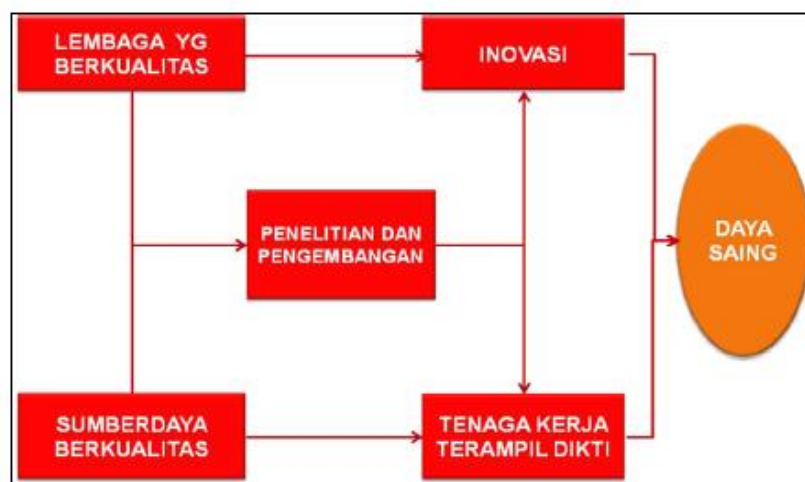 LEMBAGA YG
BERKUALITAS
INOVASI
PENELITIAN DAN
PENGEMBANGAN
DAYA
SAING
SUMBERDAYA
BERKUALITAS
TENAGA KERJA
TERAMPIL DIKTI